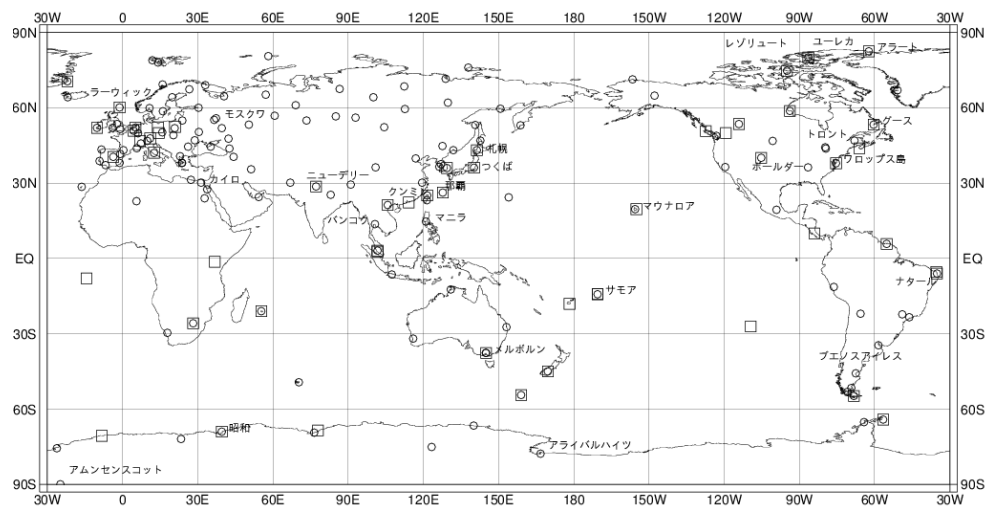 30W 0 30E 60E 90E 120E 150E 180 150W 120W 90W 60W 30W
90N 90N
レゾリュート ユーレカ アラート
ラーウィック
60N 60N
モスクワ グース
トロント
札幌
つくば ボールダー ワロップス島
ニューデリー
カイロ 那覇
30N 30N
クンミン
マウナロア
バンコク マニラ
EQ EQ
ナタール
サモア
30S 30S
メルボルン ブエノスアイレス
60S 60S
昭和
アライバルハイツ
アムンゼンスコット
90S 90S
30W 0 30E 60E 90E 120E 150E 180 150W 120W 90W 60W 30W